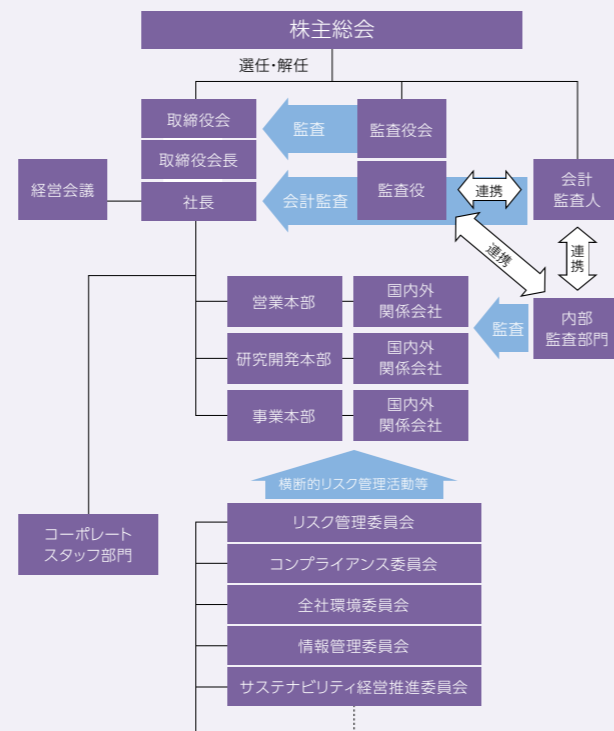 株主総会
選任・解任
取締役会
監査
監査役会
取締役会長
経営会議
社長
会計監査
監査役
連携
会計
監査人
連携
連携
営業本部
国内外
関係会社
監査
内部
監査部門
研究開発本部
国内外
関係会社
事業本部
国内外
関係会社
横断的リスク管理活動等
コーポレート
スタッフ部門
リスク管理委員会
コンプライアンス委員会
全社環境委員会
情報管理委員会
サステナビリティ経営推進委員会